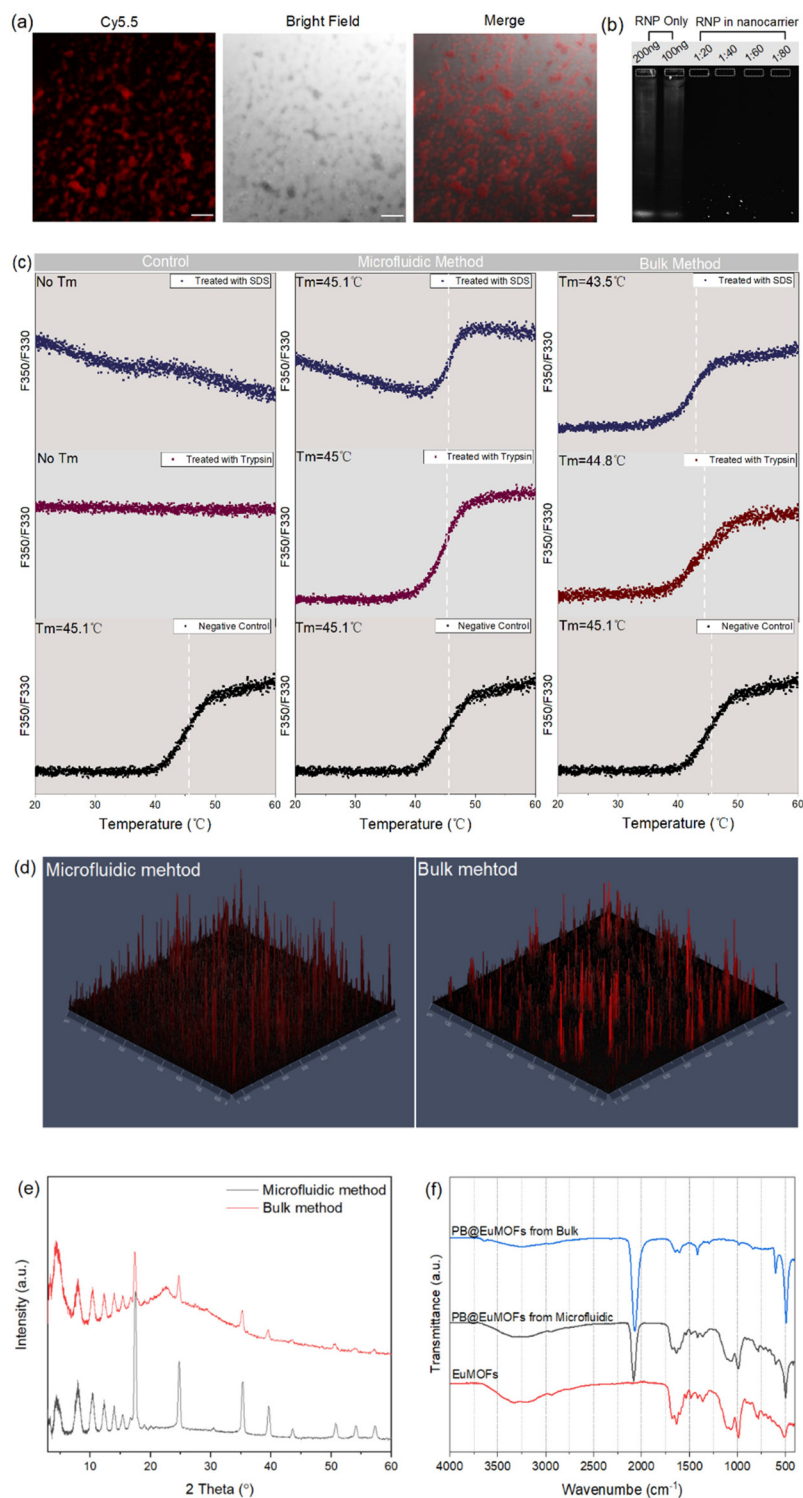 (a)
Cy5.5
Bright Field
Merge
(b)
RNP Only
RNP in nanocarrier
200ng
100ng
1:20
1:40
1:60
1:80
(c)
Control
Microfluidic Method
Bulk Method
No Tm
Treated with SDS
Tm=45.1℃
Treated with SDS
Tm=43.5℃
Treated with SDS
F350/F330
F350/F330
F350/F330
No Tm
Treated with Trypsin
Tm=45℃
Treated with Trypsin
Tm=44.8℃
Treated with Trypsin
F350/F330
F350/F330
F350/F330
Tm=45.1℃
Negative Control
Tm=45.1℃
Negative Control
Tm=45.1℃
Negative Control
F350/F330
F350/F330
F350/F330
20 30 40 50 60
20 30 40 50 60
20 30 40 50 60
Temperature (℃)
Temperature (℃)
Temperature (℃)
(d)
Microfluidic mehtod
Bulk mehtod
(e)
Microfluidic method
Bulk method
Intensity (a.u.)
10 20 30 40 50 60
2 Theta (°)
(f)
PB@EuMOFs from Bulk
PB@EuMOFs from Microfluidic
EuMOFs
Transmittance (a.u.)
4000 3500 3000 2500 2000 1500 1000 500
Wavenumbe (cm⁻¹)